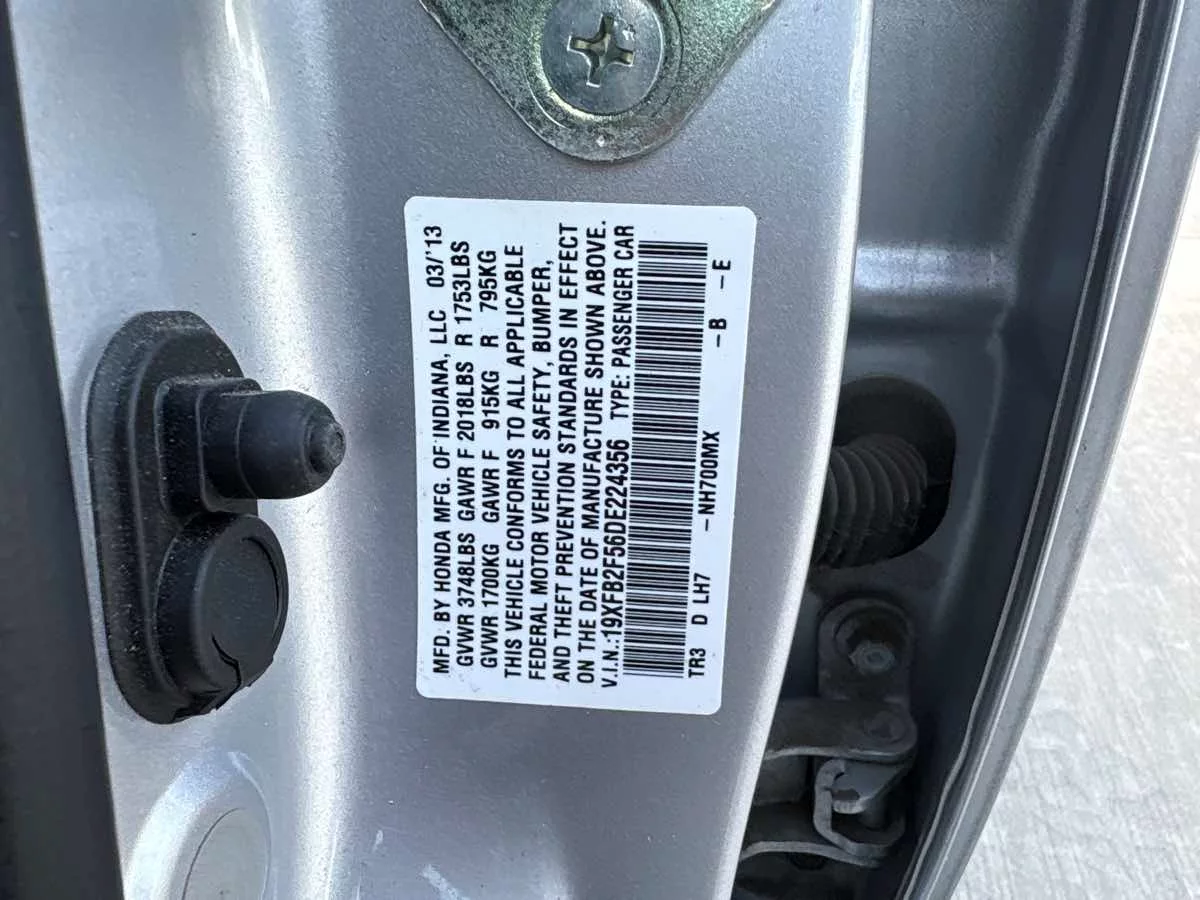 MFD. BY HONDA MFG. OF INDIANA, LLC 03/'13
GVWR 3748LBS GAWR F 2018LBS R 1753LBS
GVWR 1700KG GAWR F 915KG R 795KG
THIS VEHICLE CONFORMS TO ALL APPLICABLE
FEDERAL MOTOR VEHICLE SAFETY, BUMPER,
AND THEFT PREVENTION STANDARDS IN EFFECT
ON THE DATE OF MANUFACTURE SHOWN ABOVE.
V.I.N.:19XFB2F56DE224356 TYPE: PASSENGER CAR
TR3 D LH7 -NH700MX -B -E